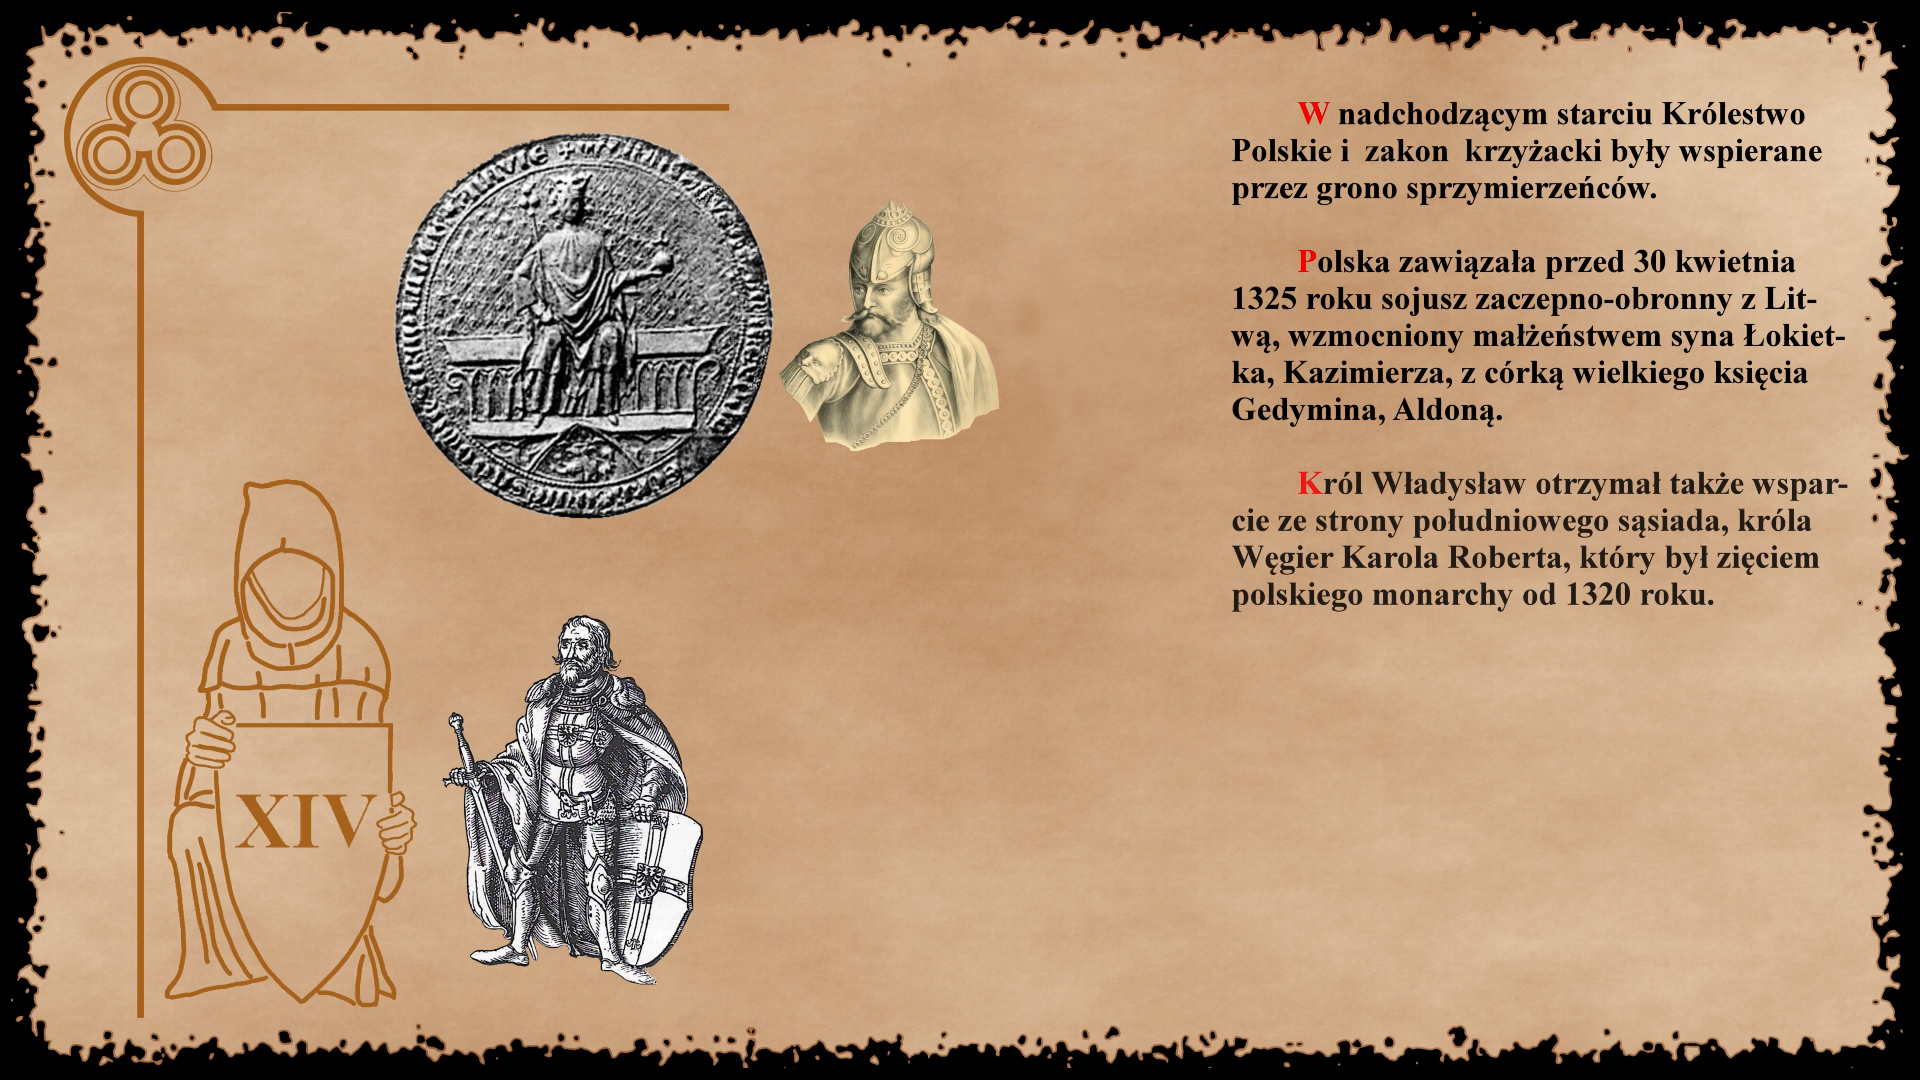 W nadchodzącym starciu Królestwo
Polskie i zakon krzyżacki były wspierane
przez grono sprzymierzeńców.
Polska zawiązała przed 30 kwietnia
1325 roku sojusz zaczepno-obronny z Lit-
wą, wzmocniony małżeństwem syna Łokiet-
ka, Kazimierza, z córką wielkiego księcia
Gedymina, Aldoną.
Król Władysław otrzymał także wspar-
cie ze strony południowego sąsiada, króla
Węgier Karola Roberta, który był zięciem
polskiego monarchy od 1320 roku.
XIV